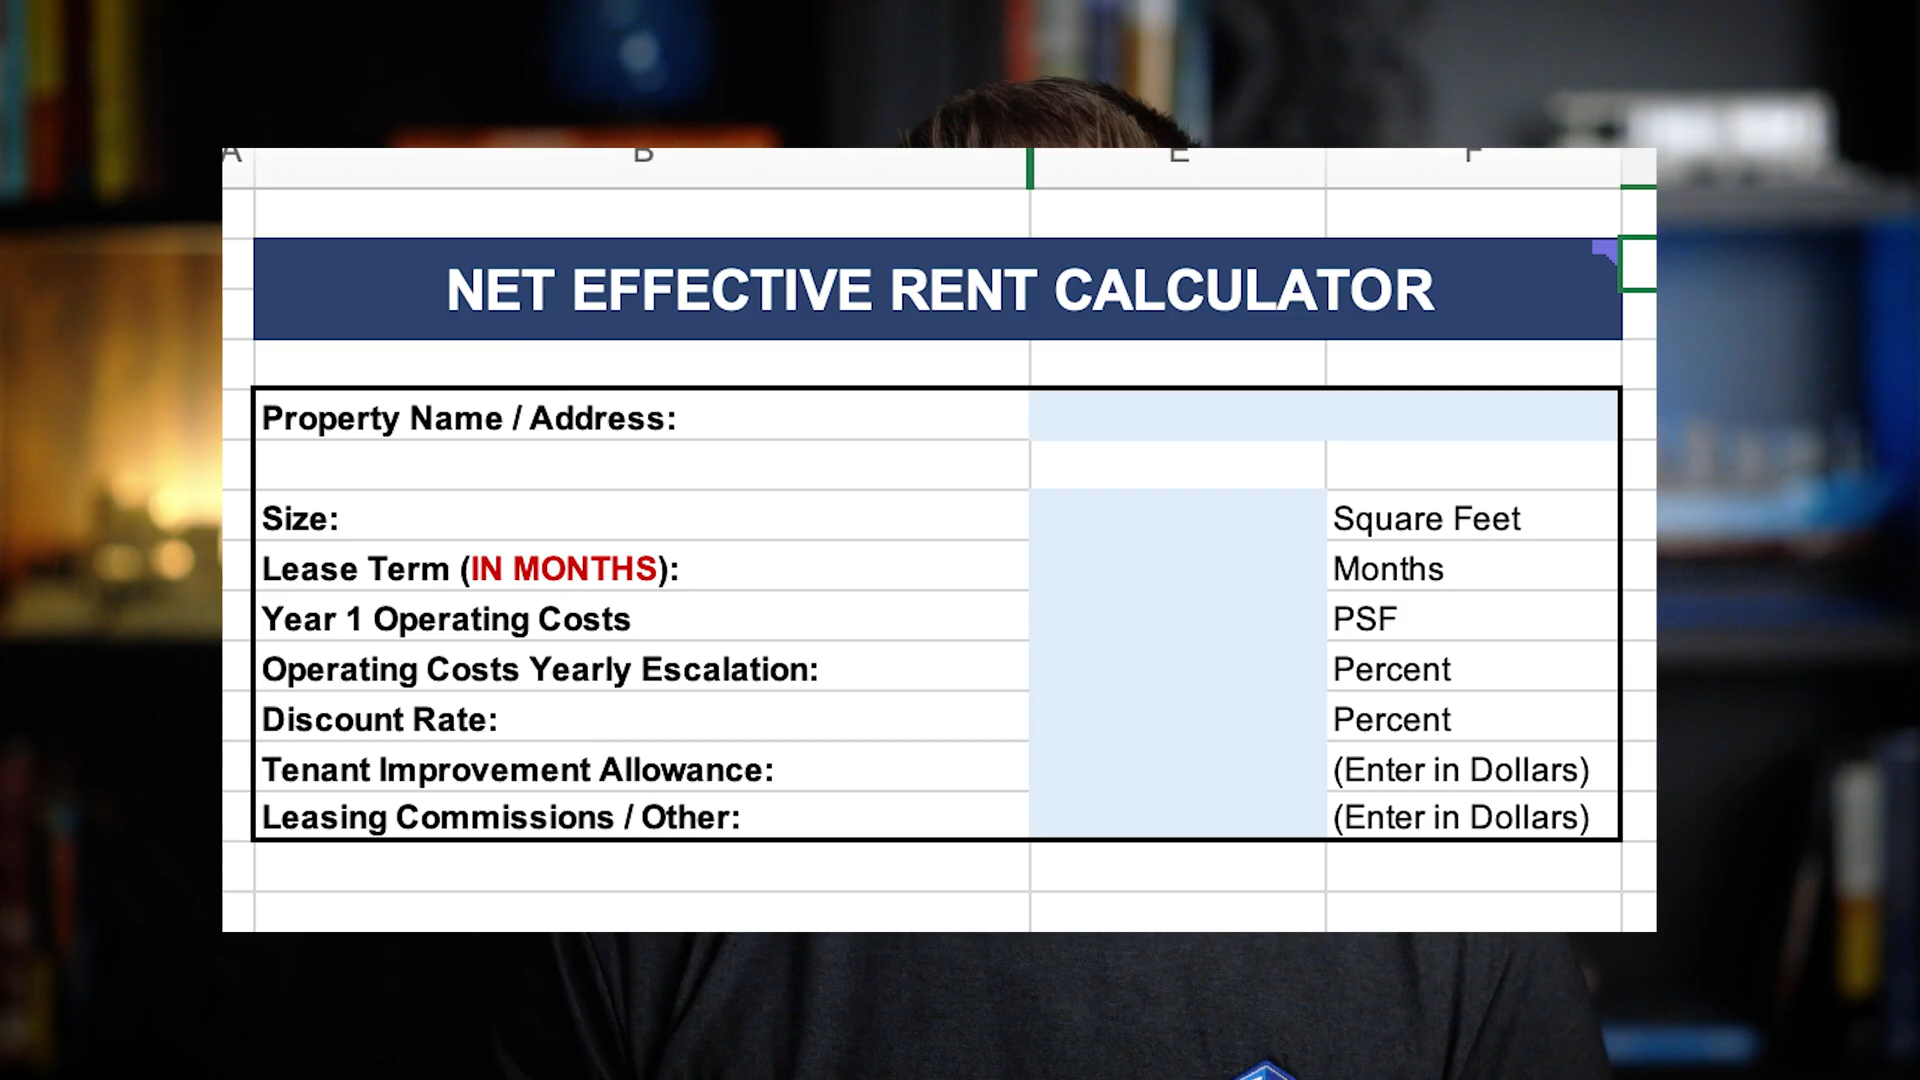 A B E F
NET EFFECTIVE RENT CALCULATOR
Property Name / Address:
Size: Square Feet
Lease Term (IN MONTHS): Months
Year 1 Operating Costs PSF
Operating Costs Yearly Escalation: Percent
Discount Rate: Percent
Tenant Improvement Allowance: (Enter in Dollars)
Leasing Commissions / Other: (Enter in Dollars)